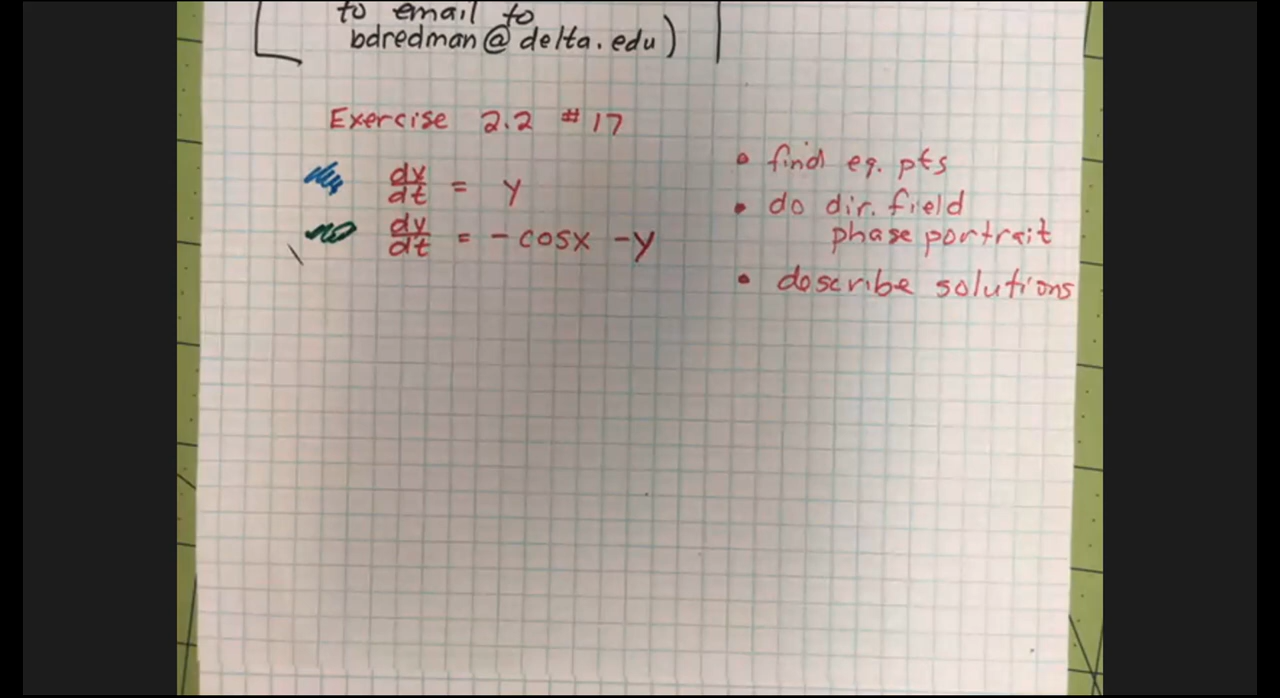 to email to
bdredman@delta.edu)
Exercise 2.2 #17
dx/dt = y
dy/dt = - cosx - y
• find eq. pts
• do dir. field
phase portrait
• describe solutions